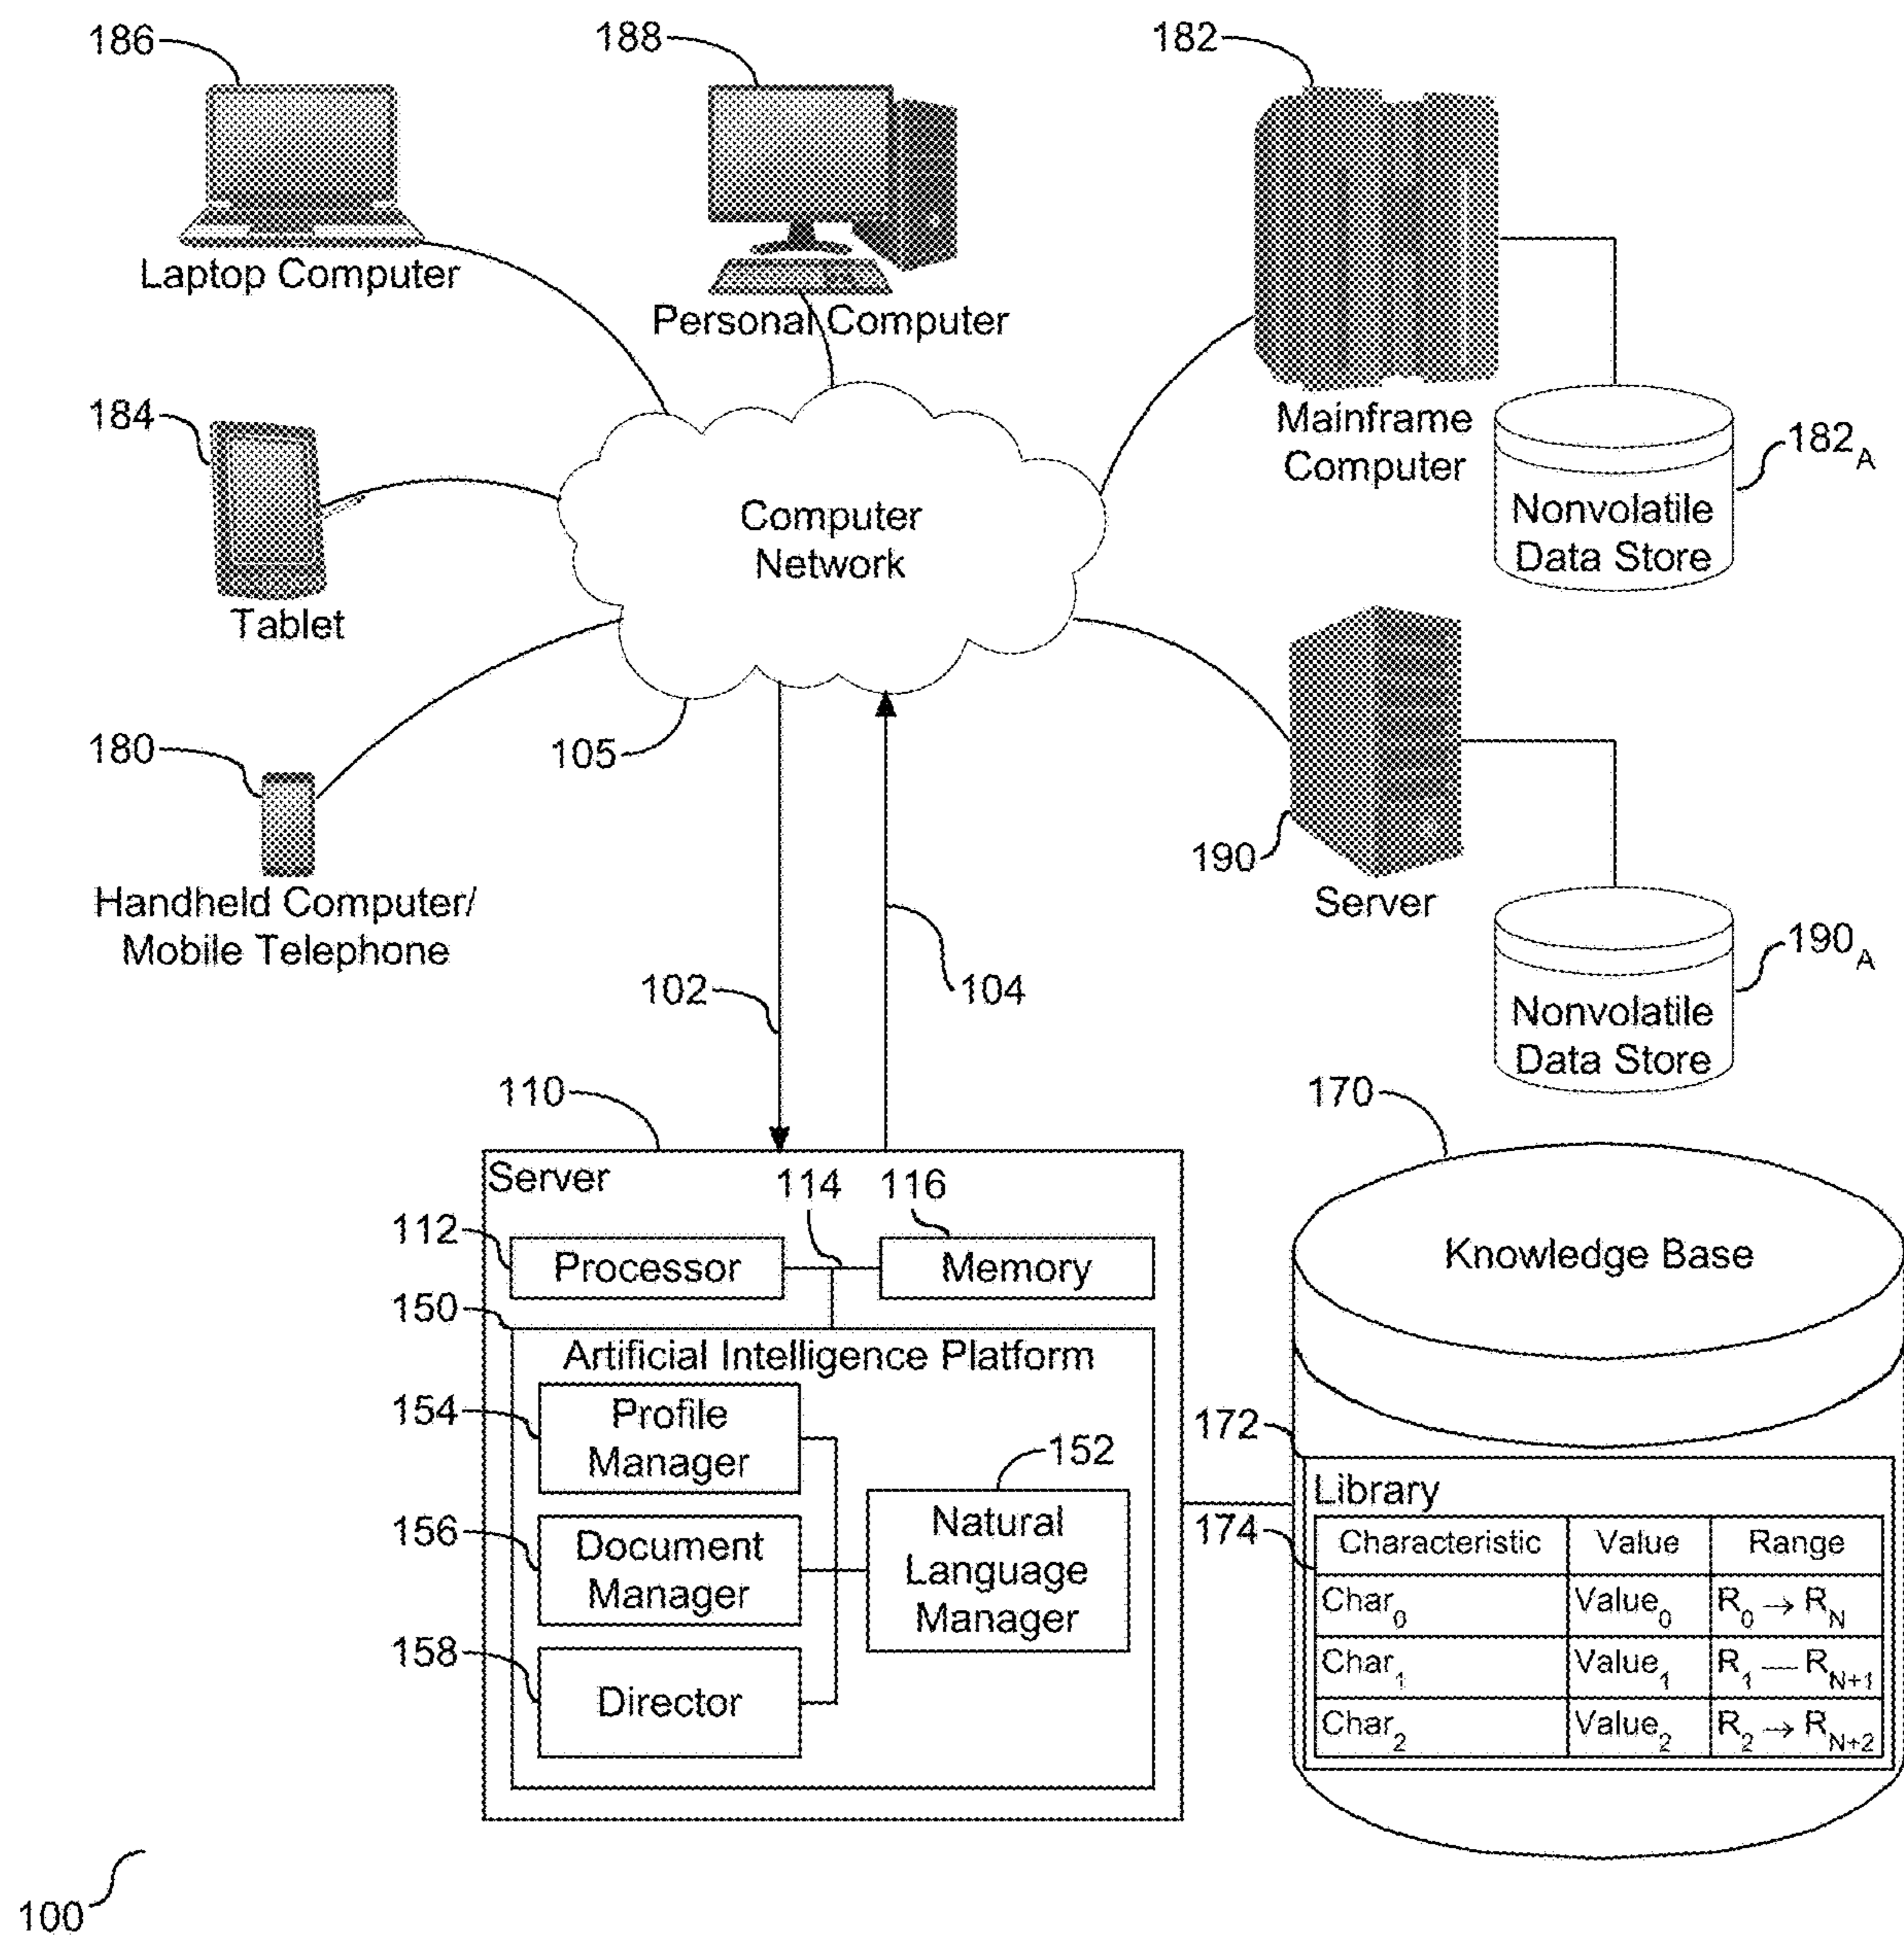 186
188
182
Laptop Computer
Personal Computer
184
Mainframe
Computer
182A
Nonvolatile
Data Store
Computer
Network
Tablet
180
105
190
Server
Handheld Computer/
Mobile Telephone
102
104
190A
Nonvolatile
Data Store
110
170
Server
114
116
112
Processor
Memory
Knowledge Base
150
Artificial Intelligence Platform
154
Profile
Manager
152
172
Library
156
Document
Manager
Natural
Language
Manager
174
Characteristic Value Range
Char0 Value0 R0 → RN
Char1 Value1 R1 — RN+1
Char2 Value2 R2 → RN+2
158
Director
100